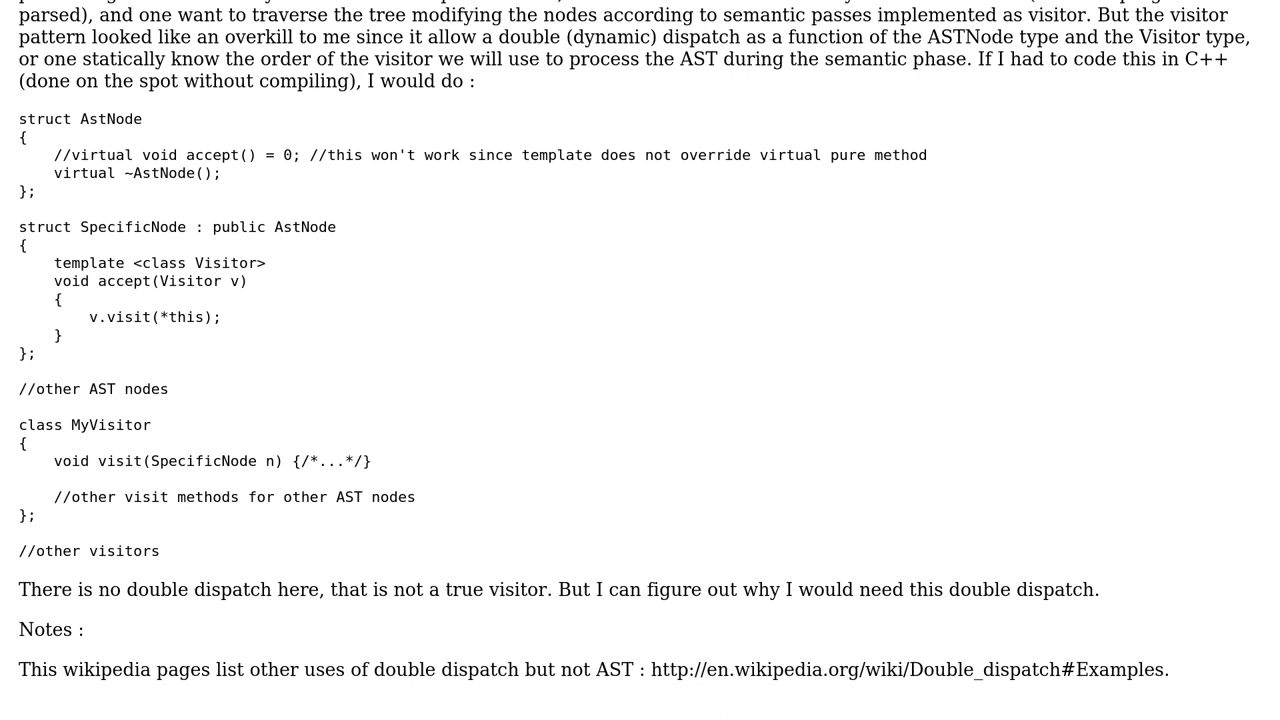 parsed), and one want to traverse the tree modifying the nodes according to semantic passes implemented as visitor. But the visitor
pattern looked like an overkill to me since it allow a double (dynamic) dispatch as a function of the ASTNode type and the Visitor type,
or one statically know the order of the visitor we will use to process the AST during the semantic phase. If I had to code this in C++
(done on the spot without compiling), I would do :
struct AstNode
{
    //virtual void accept() = 0; //this won't work since template does not override virtual pure method
    virtual ~AstNode();
};
struct SpecificNode : public AstNode
{
    template <class Visitor>
    void accept(Visitor v)
    {
        v.visit(*this);
    }
};
//other AST nodes
class MyVisitor
{
    void visit(SpecificNode n) {/*...*/}
    //other visit methods for other AST nodes
};
//other visitors
There is no double dispatch here, that is not a true visitor. But I can figure out why I would need this double dispatch.
Notes :
This wikipedia pages list other uses of double dispatch but not AST : http://en.wikipedia.org/wiki/Double_dispatch#Examples.